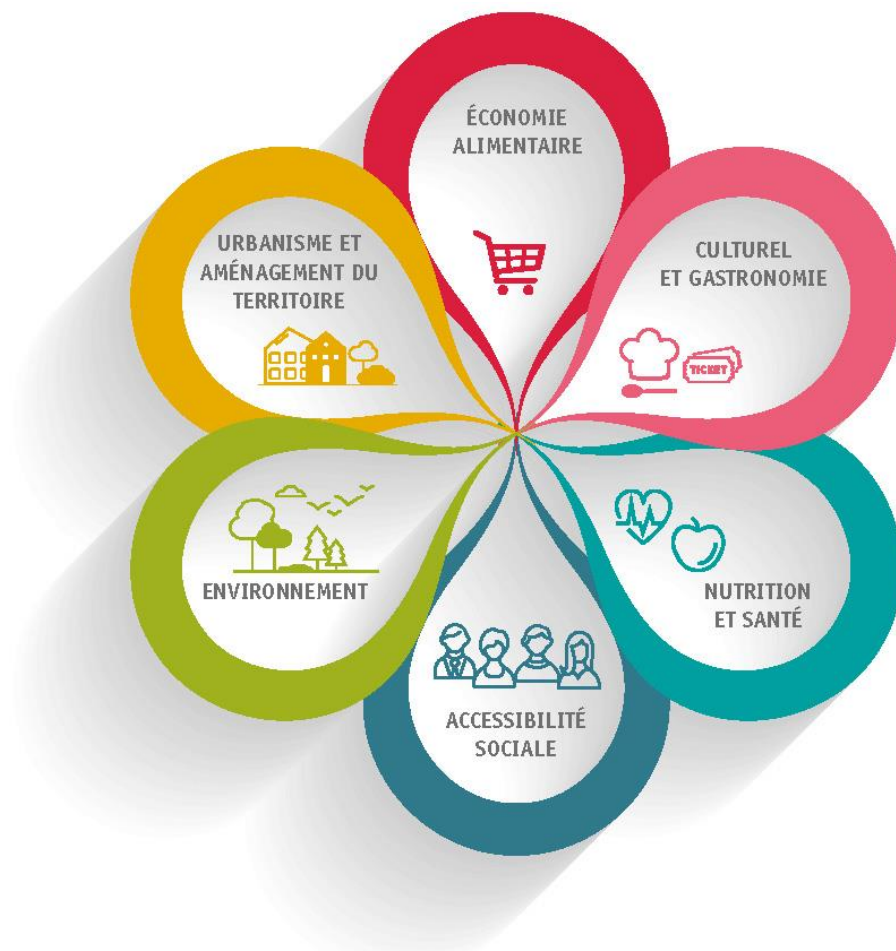 ÉCONOMIE
ALIMENTAIRE
URBANISME ET
AMÉNAGEMENT DU
TERRITOIRE
CULTUREL
ET GASTRONOMIE
TICKET
ENVIRONNEMENT
NUTRITION
ET SANTÉ
ACCESSIBILITÉ
SOCIALE